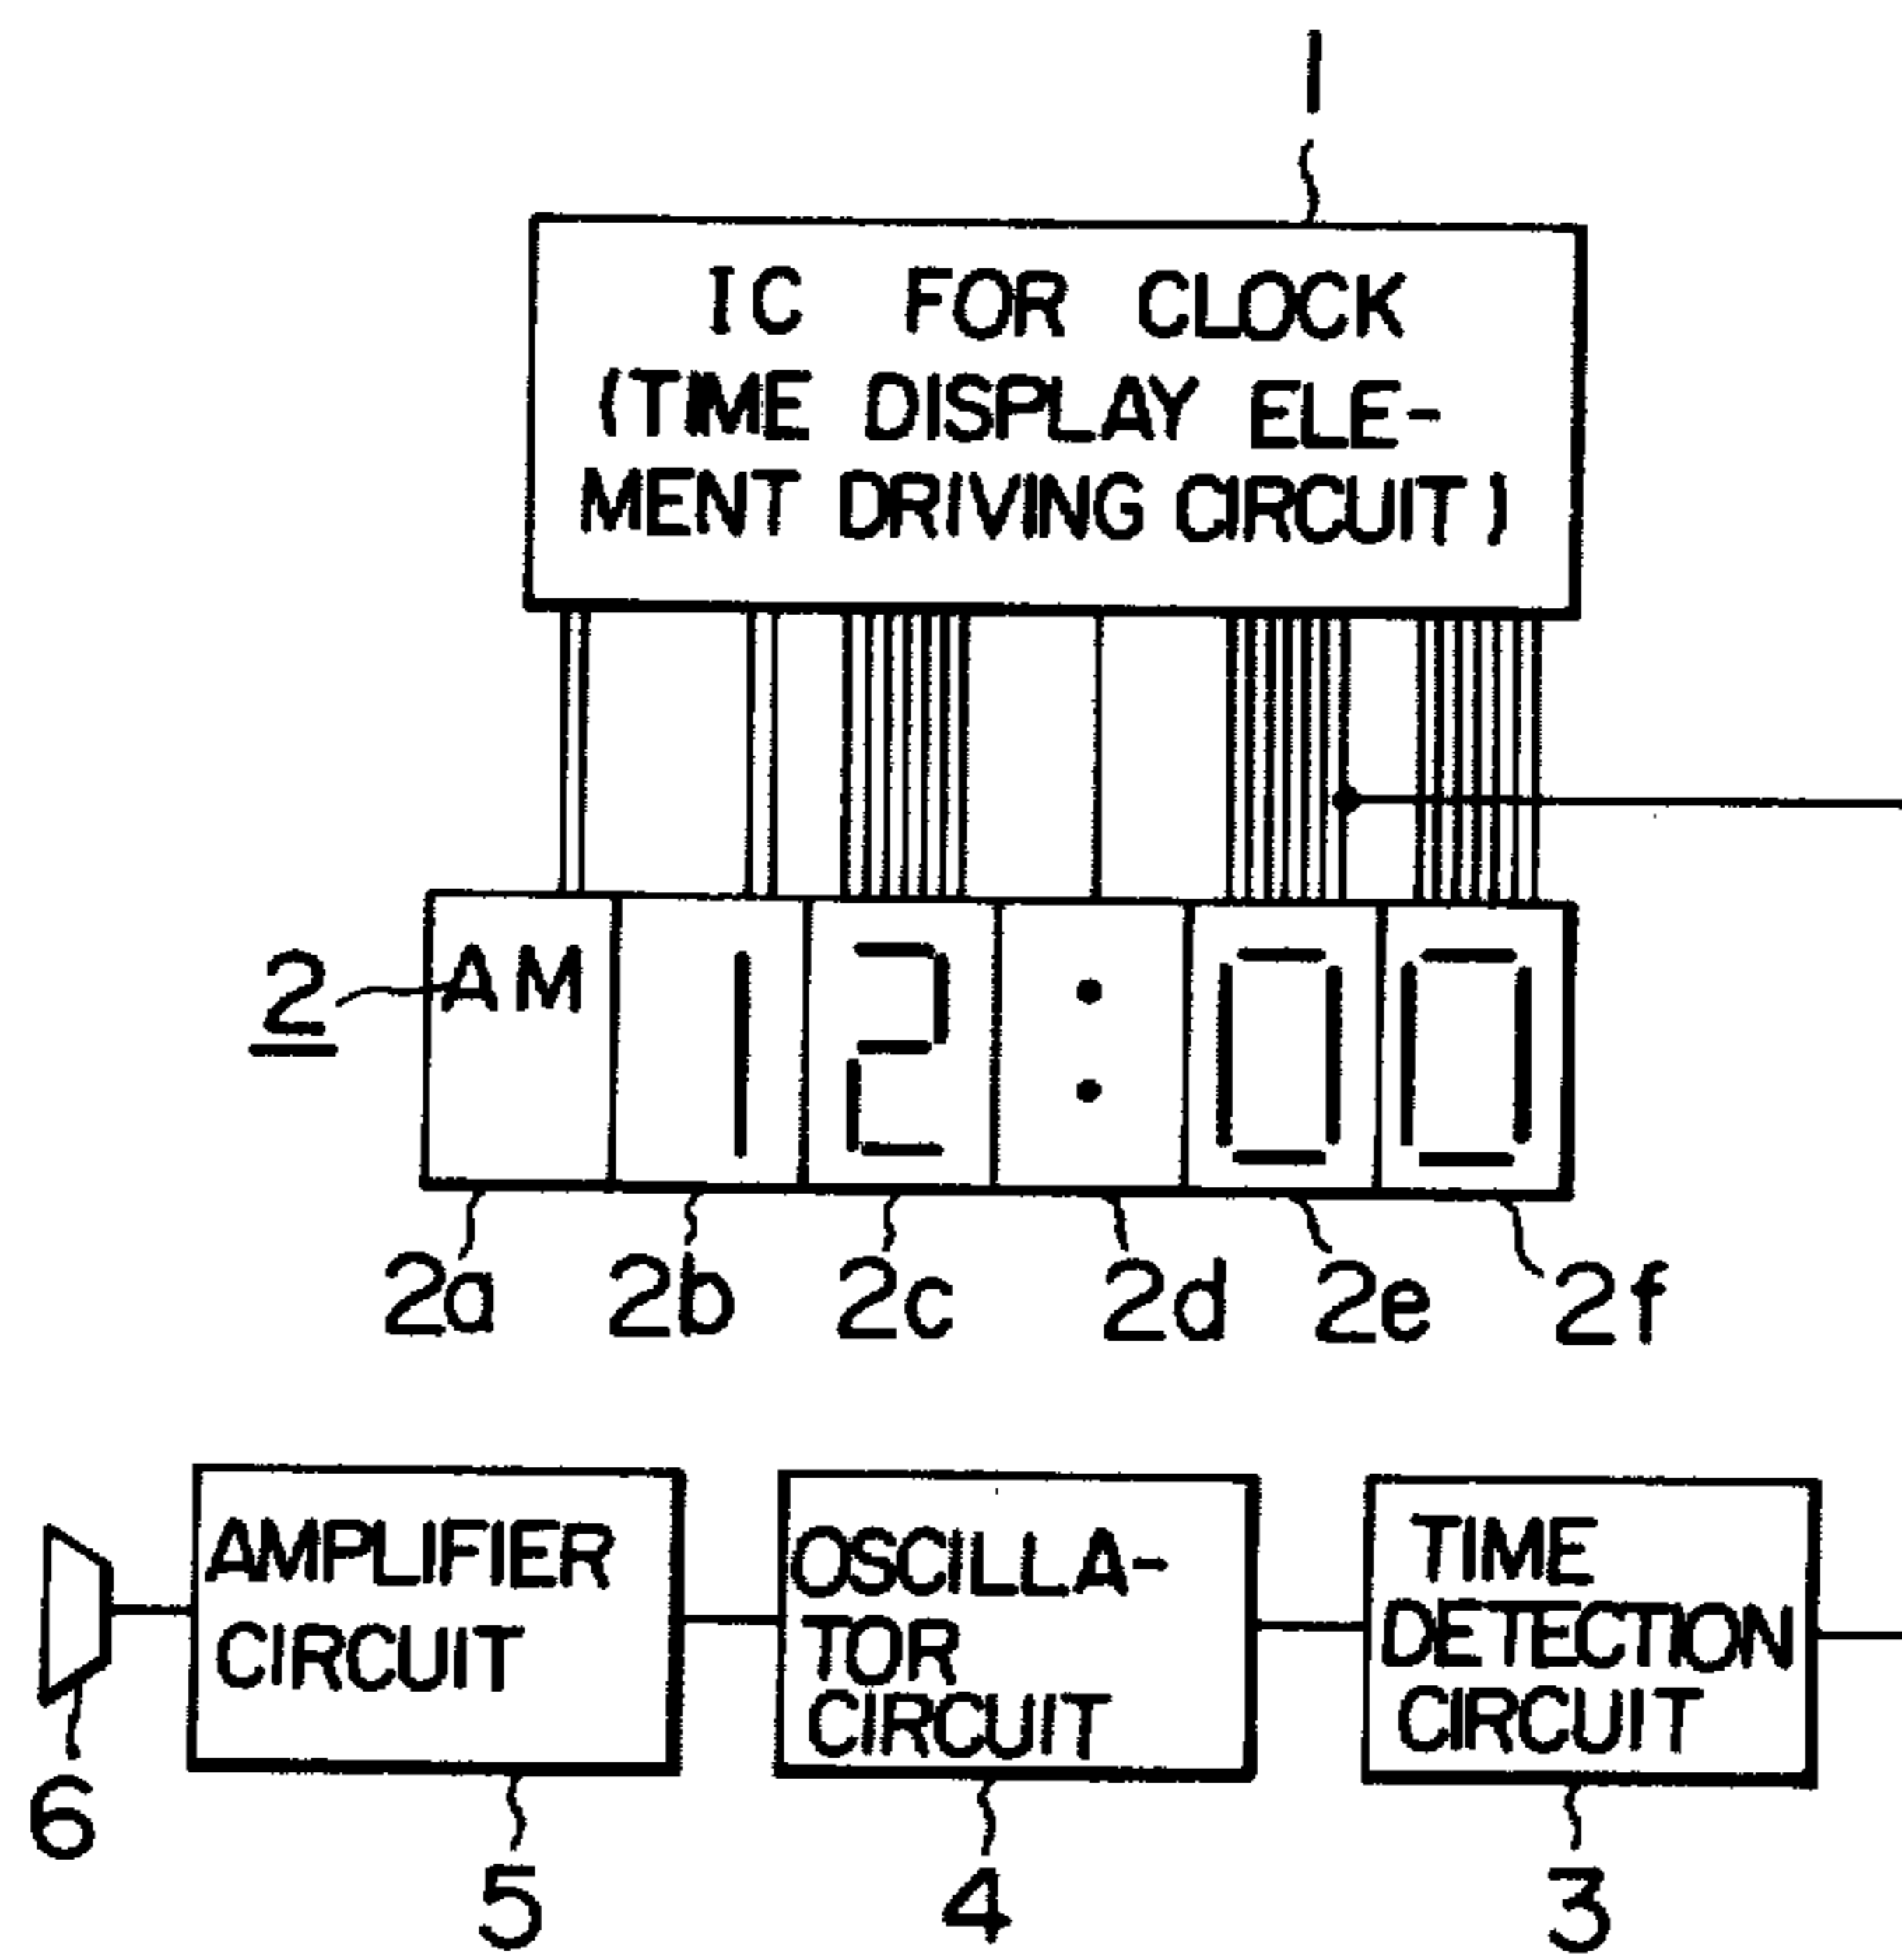 1
IC FOR CLOCK
(TIME DISPLAY ELE-
MENT DRIVING CIRCUIT)
2
AM 12:00
2a 2b 2c 2d 2e 2f
AMPLIFIER
CIRCUIT
OSCILLA-
TOR
CIRCUIT
TIME
DETECTION
CIRCUIT
6
5
4
3